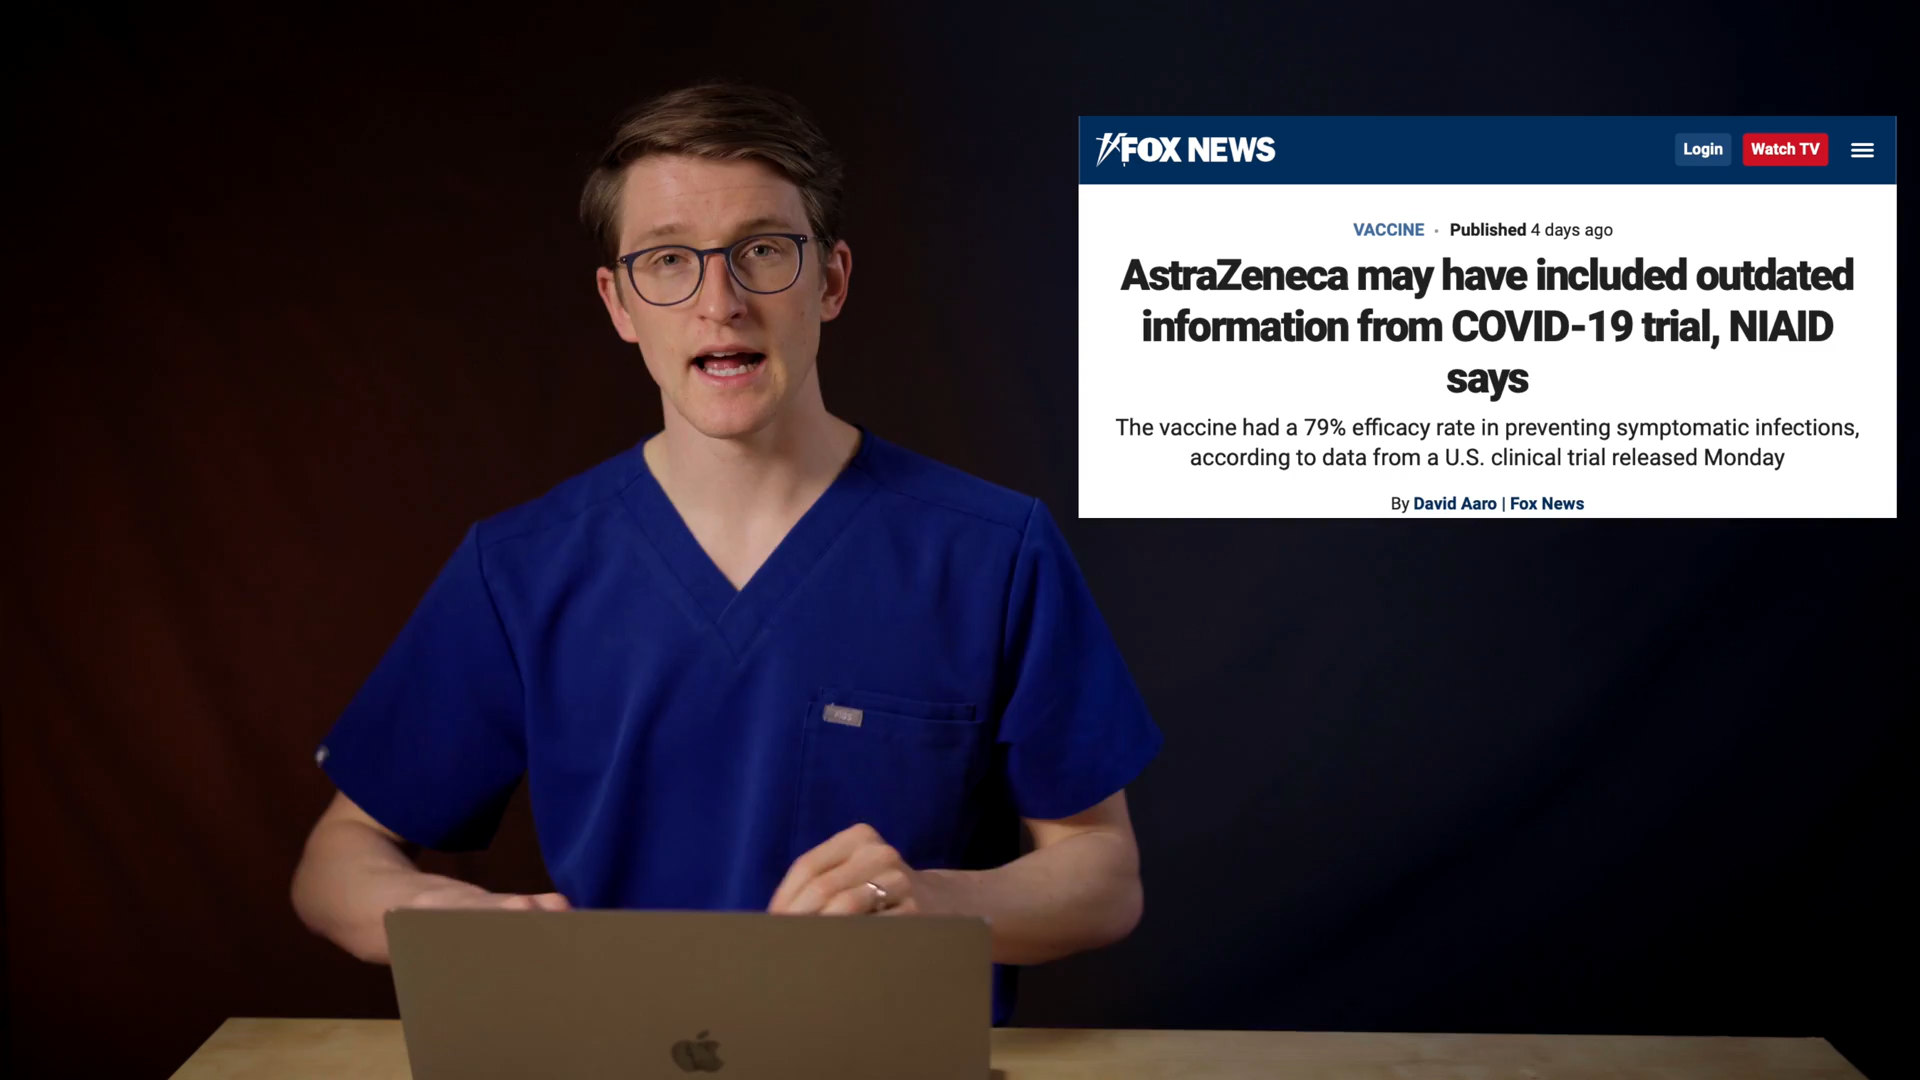 FOX NEWS
Login
Watch TV
VACCINE · Published 4 days ago
AstraZeneca may have included outdated
information from COVID-19 trial, NIAID
says
The vaccine had a 79% efficacy rate in preventing symptomatic infections,
according to data from a U.S. clinical trial released Monday
By David Aaro | Fox News